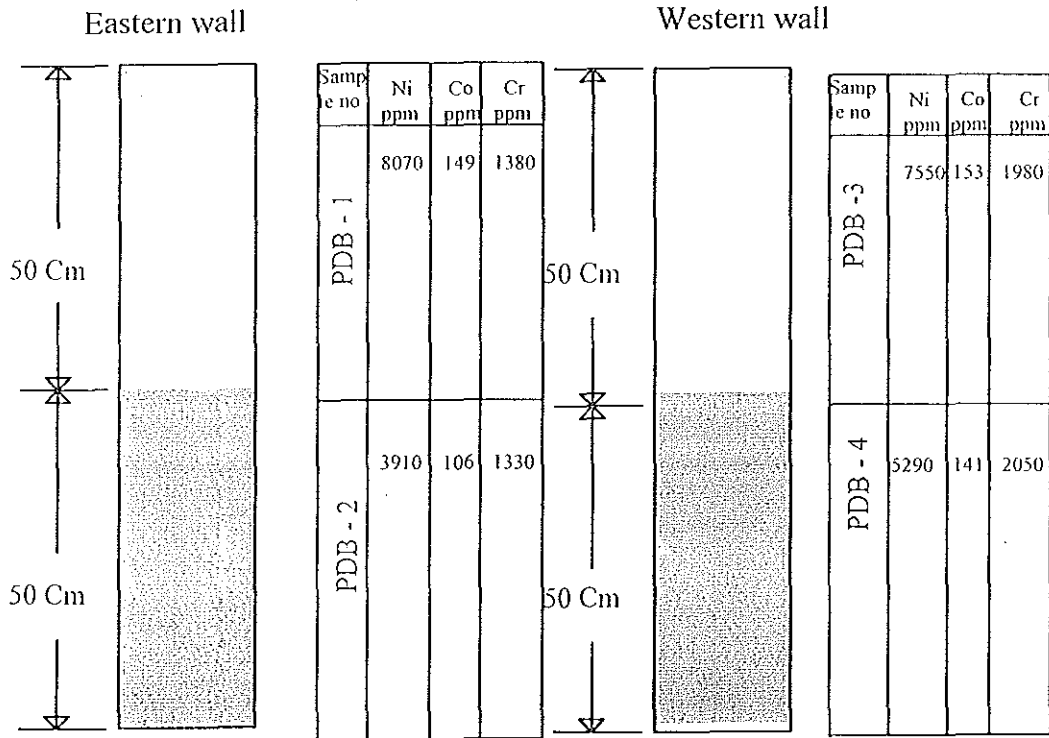 Eastern wall
Western wall
50 Cm
50 Cm
Samp
le no
Ni
ppm
Co
ppm
Cr
ppm
PDB - 1
8070 149 1380
PDB - 2
3910 106 1330
50 Cm
50 Cm
Samp
le no
Ni
ppm
Co
ppm
Cr
ppm
PDB -3
7550 153 1980
PDB - 4
5290 141 2050